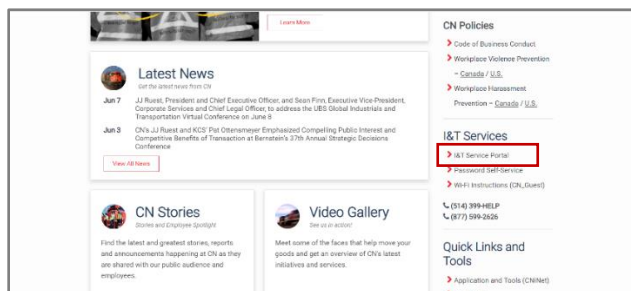 Learn More
Latest News
Get the latest news from CN
Jun 7 JJ Ruest, President and Chief Executive Officer, and Sean Finn, Executive Vice-President,
Corporate Services and Chief Legal Officer, to address the UBS Global Industrials and
Transportation Virtual Conference on June 8
Jun 3 CN's JJ Ruest and KCS' Pat Ottensmeyer Emphasized Compelling Public Interest and
Competitive Benefits of Transaction at Bernstein's 37th Annual Strategic Decisions
Conference
View All News
CN Stories
Stories and Employee Spotlight
Find the latest and greatest stories, reports
and announcements happening at CN as they
are shared with our public audience and
employees.
Video Gallery
See us in action!
Meet some of the faces that help move your
goods and get an overview of CN's latest
initiatives and services.
CN Policies
Code of Business Conduct
Workplace Violence Prevention
– Canada / U.S.
Workplace Harassment
Prevention – Canada / U.S.
I&T Services
I&T Service Portal
Password Self-Service
Wi-Fi Instructions (CN_Guest)
(514) 399-HELP
(877) 599-2626
Quick Links and
Tools
Application and Tools (CNiNet)